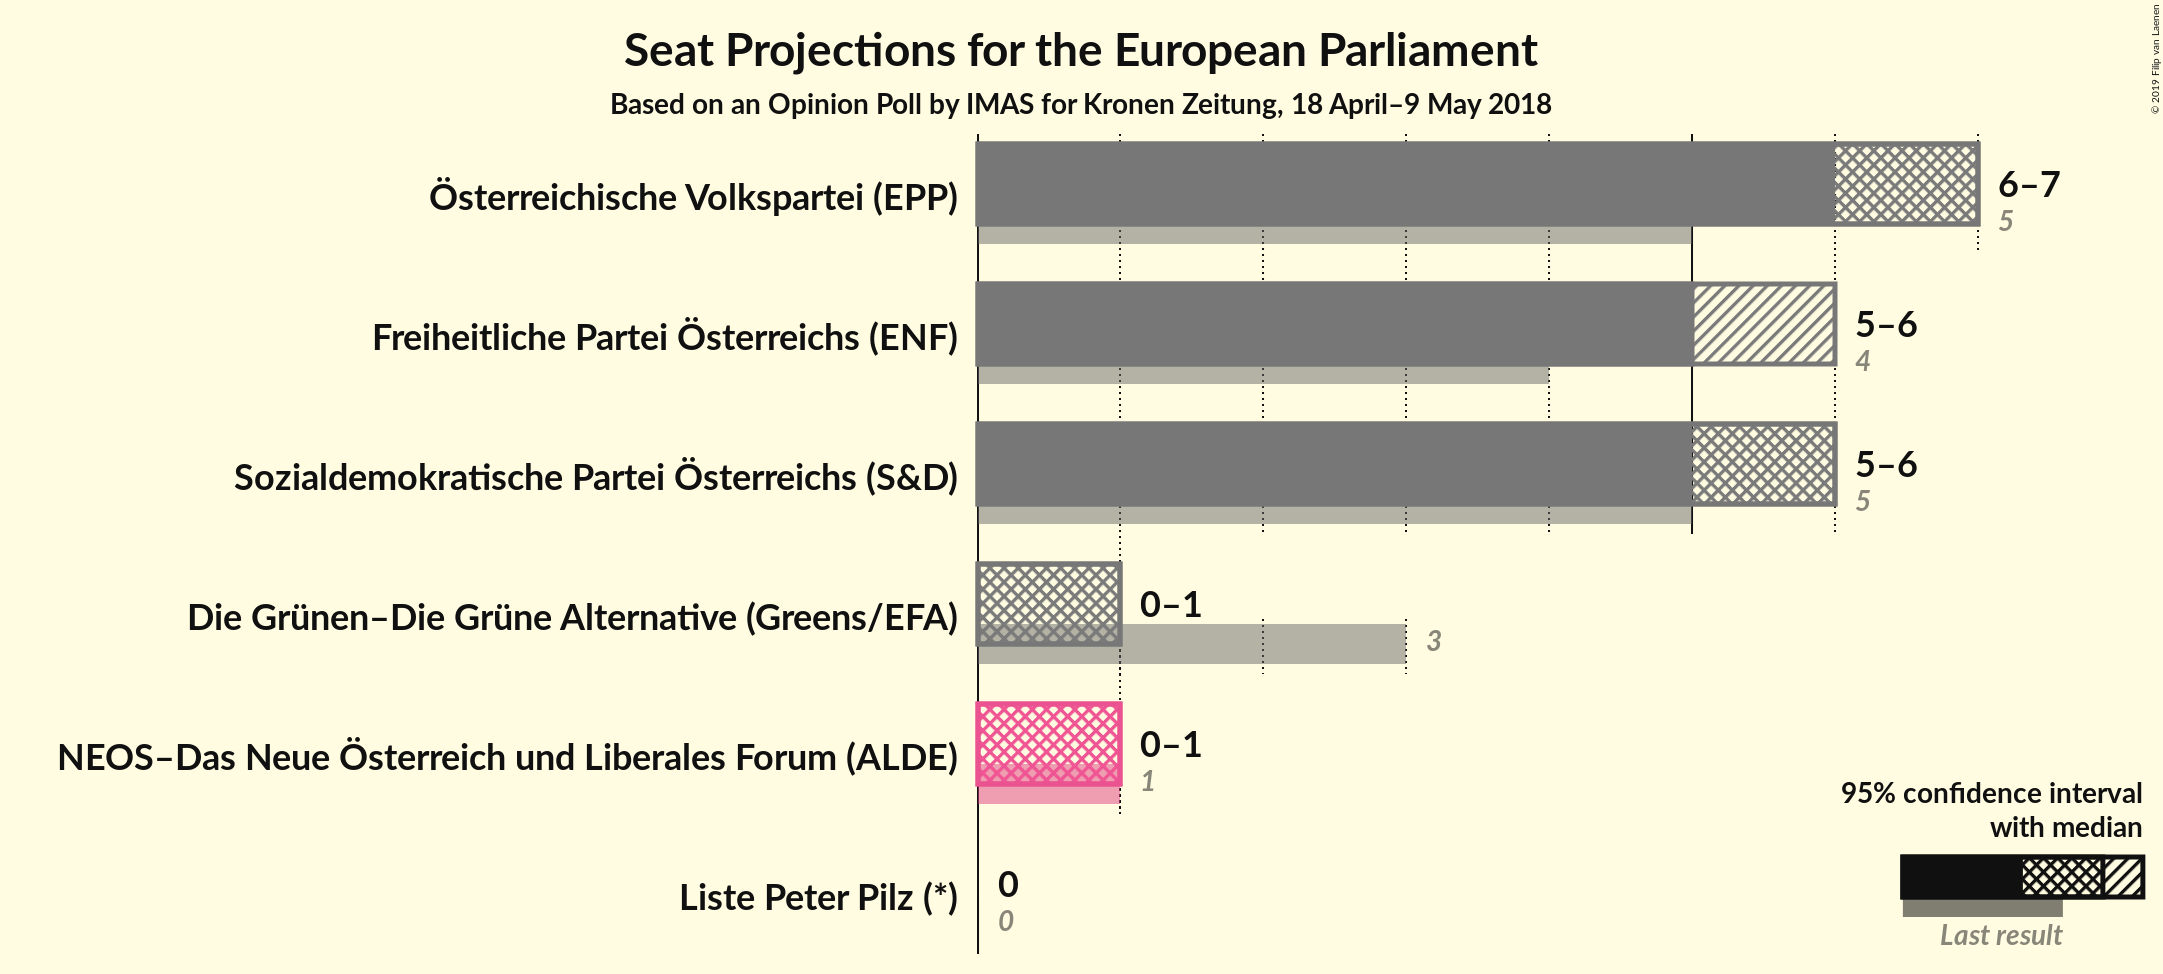 Seat Projections for the European Parliament
Based on an Opinion Poll by IMAS for Kronen Zeitung, 18 April–9 May 2018
© 2019 Filip van Laenen
Österreichische Volkspartei (EPP)
6–7
5
Freiheitliche Partei Österreichs (ENF)
5–6
4
Sozialdemokratische Partei Österreichs (S&D)
5–6
5
Die Grünen–Die Grüne Alternative (Greens/EFA)
0–1
3
NEOS–Das Neue Österreich und Liberales Forum (ALDE)
0–1
1
Liste Peter Pilz (*)
0
0
95% confidence interval
with median
Last result